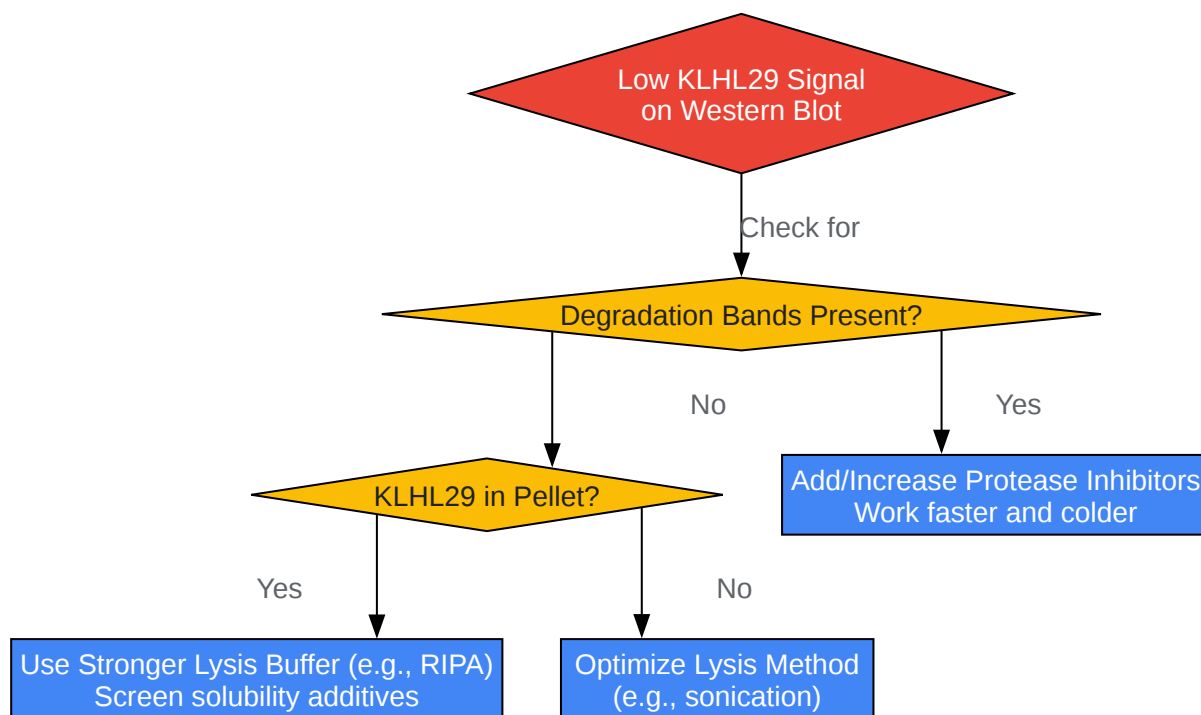 Low KLHL29 Signal
on Western Blot
Check for
Degradation Bands Present?
No
Yes
KLHL29 in Pellet?
Add/Increase Protease Inhibitors
Work faster and colder
Yes
No
Use Stronger Lysis Buffer (e.g., RIPA)
Screen solubility additives
Optimize Lysis Method
(e.g., sonication)